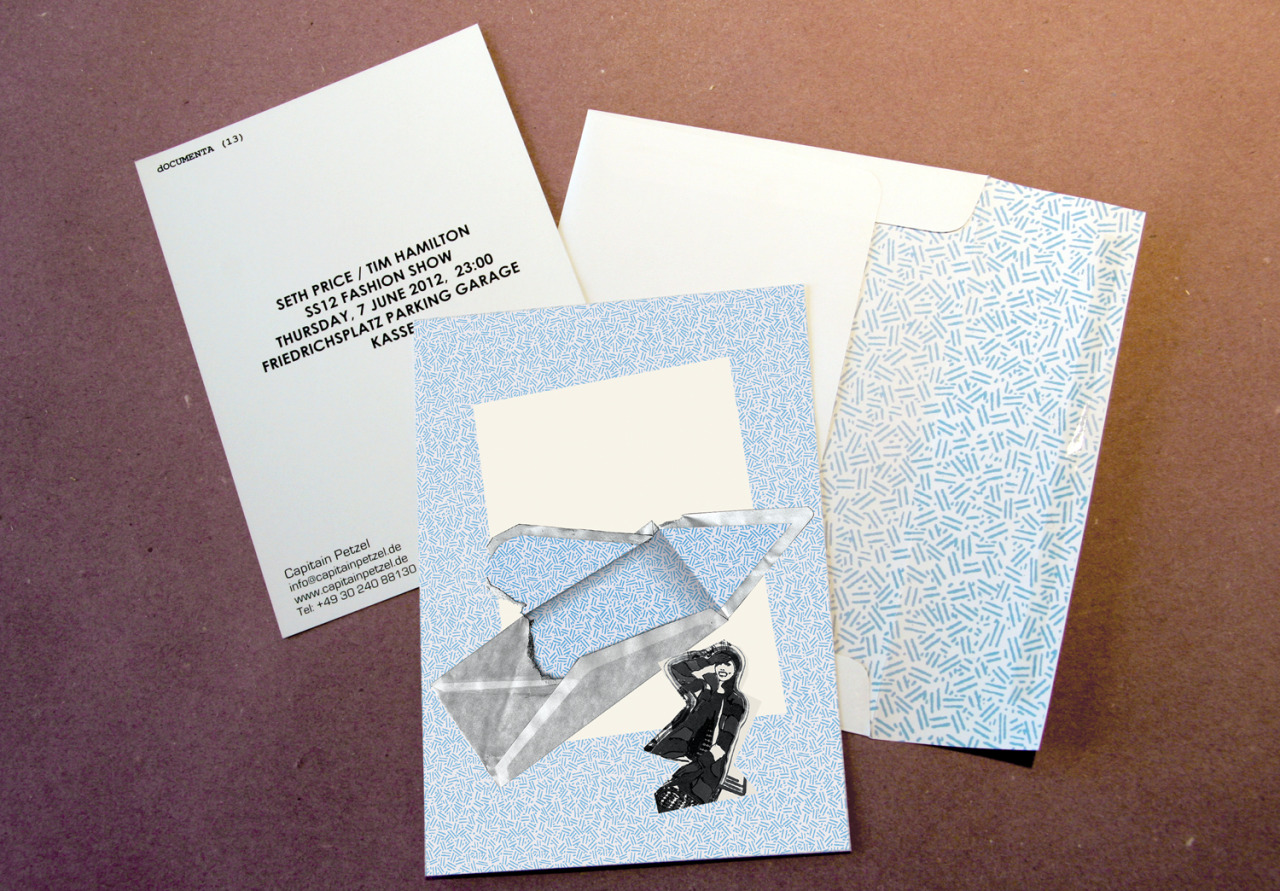 dOCUMENTA (13)
SETH PRICE / TIM HAMILTON
SS12 FASHION SHOW
THURSDAY, 7 JUNE 2012, 23:00
FRIEDRICHSPLATZ PARKING GARAGE
KASSE
Capitain Petzel
info@capitainpetzel.de
www.capitainpetzel.de
Tel: +49 30 240 88130